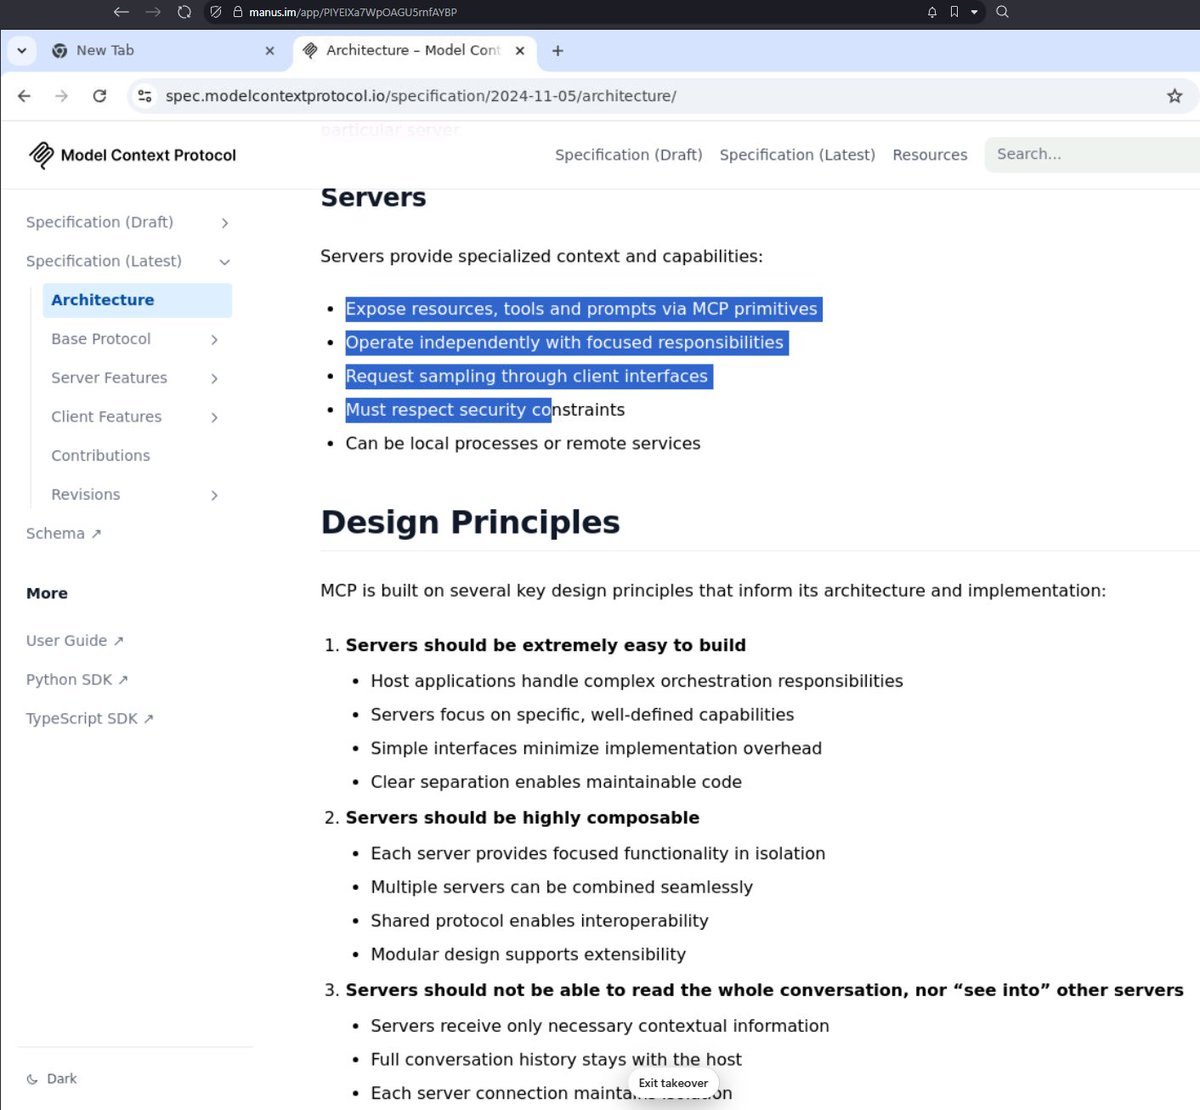 manus.im/app/PIYEIXa7WpOAGU5rnfAYBP
New Tab
Architecture – Model Cont
spec.modelcontextprotocol.io/specification/2024-11-05/architecture/
particular server
Model Context Protocol
Specification (Draft)
Specification (Latest)
Resources
Search...
Specification (Draft)
Specification (Latest)
Architecture
Base Protocol
Server Features
Client Features
Contributions
Revisions
Schema ↗
More
User Guide ↗
Python SDK ↗
TypeScript SDK ↗
Dark
Servers
Servers provide specialized context and capabilities:
• Expose resources, tools and prompts via MCP primitives
• Operate independently with focused responsibilities
• Request sampling through client interfaces
• Must respect security constraints
• Can be local processes or remote services
Design Principles
MCP is built on several key design principles that inform its architecture and implementation:
1. Servers should be extremely easy to build
• Host applications handle complex orchestration responsibilities
• Servers focus on specific, well-defined capabilities
• Simple interfaces minimize implementation overhead
• Clear separation enables maintainable code
2. Servers should be highly composable
• Each server provides focused functionality in isolation
• Multiple servers can be combined seamlessly
• Shared protocol enables interoperability
• Modular design supports extensibility
3. Servers should not be able to read the whole conversation, nor “see into” other servers
• Servers receive only necessary contextual information
• Full conversation history stays with the host
• Each server connection maintains isolation
Exit takeover